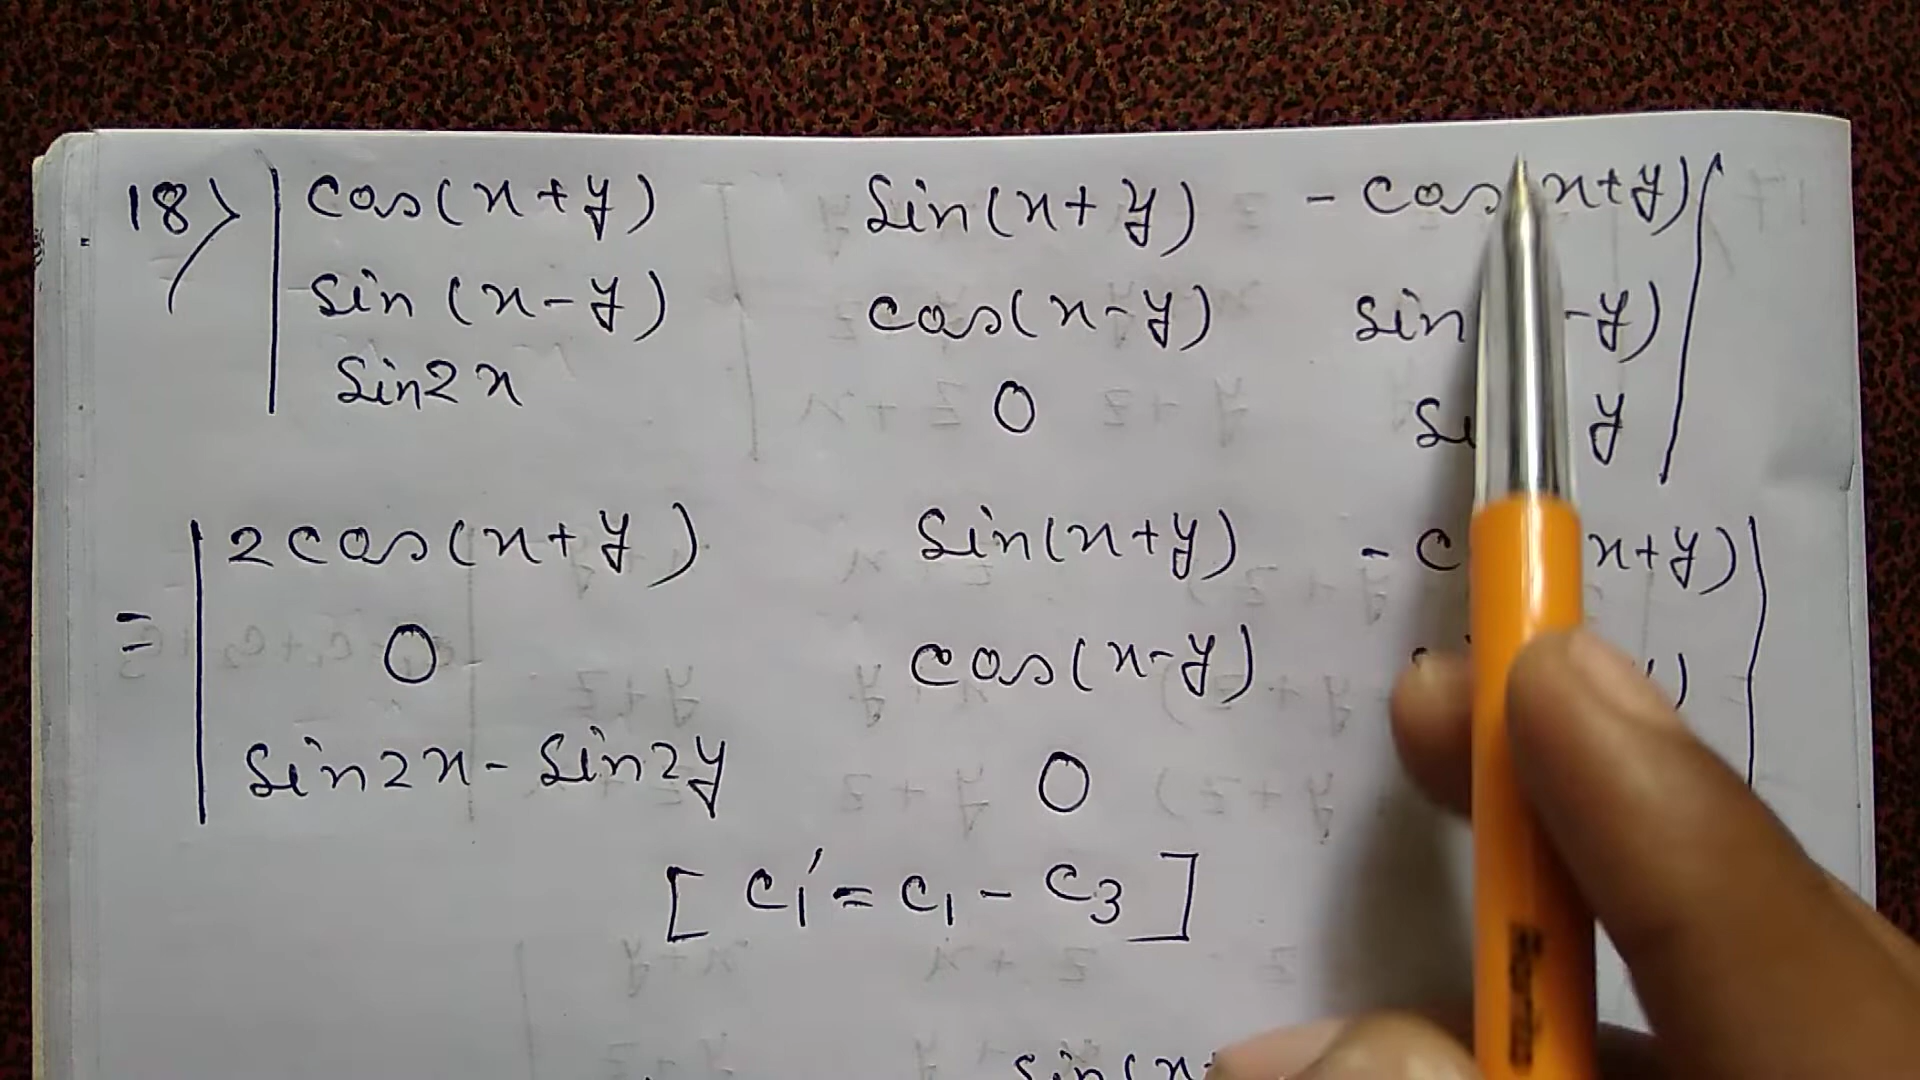 18) | cos(x+y) sin(x+y) - cos(x+y) |
sin (x-y) cos(x-y) sin -y)
sin2x 0 y
= | 2cos(x+y) sin(x+y) - c x+y) |
0 cos(x-y) )
sin2x - sin2y 0
[ c₁' = c₁ - c₃ ]
sin(x